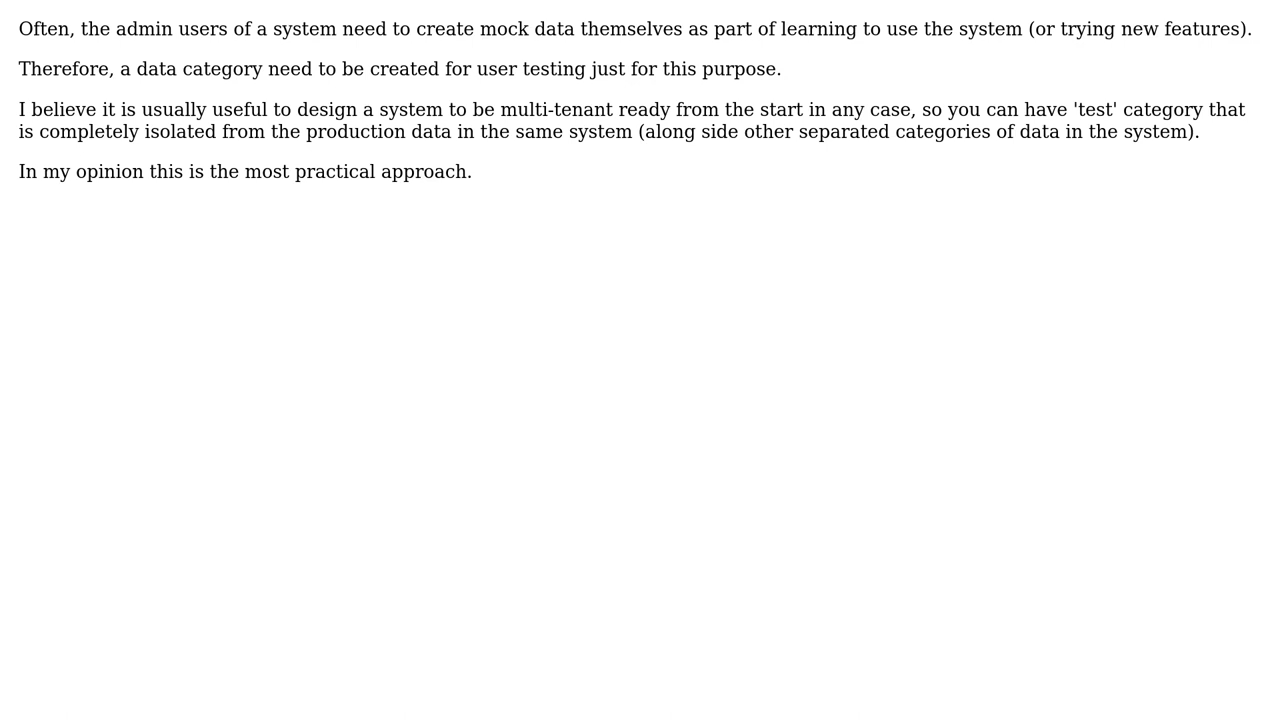 Often, the admin users of a system need to create mock data themselves as part of learning to use the system (or trying new features).
Therefore, a data category need to be created for user testing just for this purpose.
I believe it is usually useful to design a system to be multi-tenant ready from the start in any case, so you can have 'test' category that
is completely isolated from the production data in the same system (along side other separated categories of data in the system).
In my opinion this is the most practical approach.